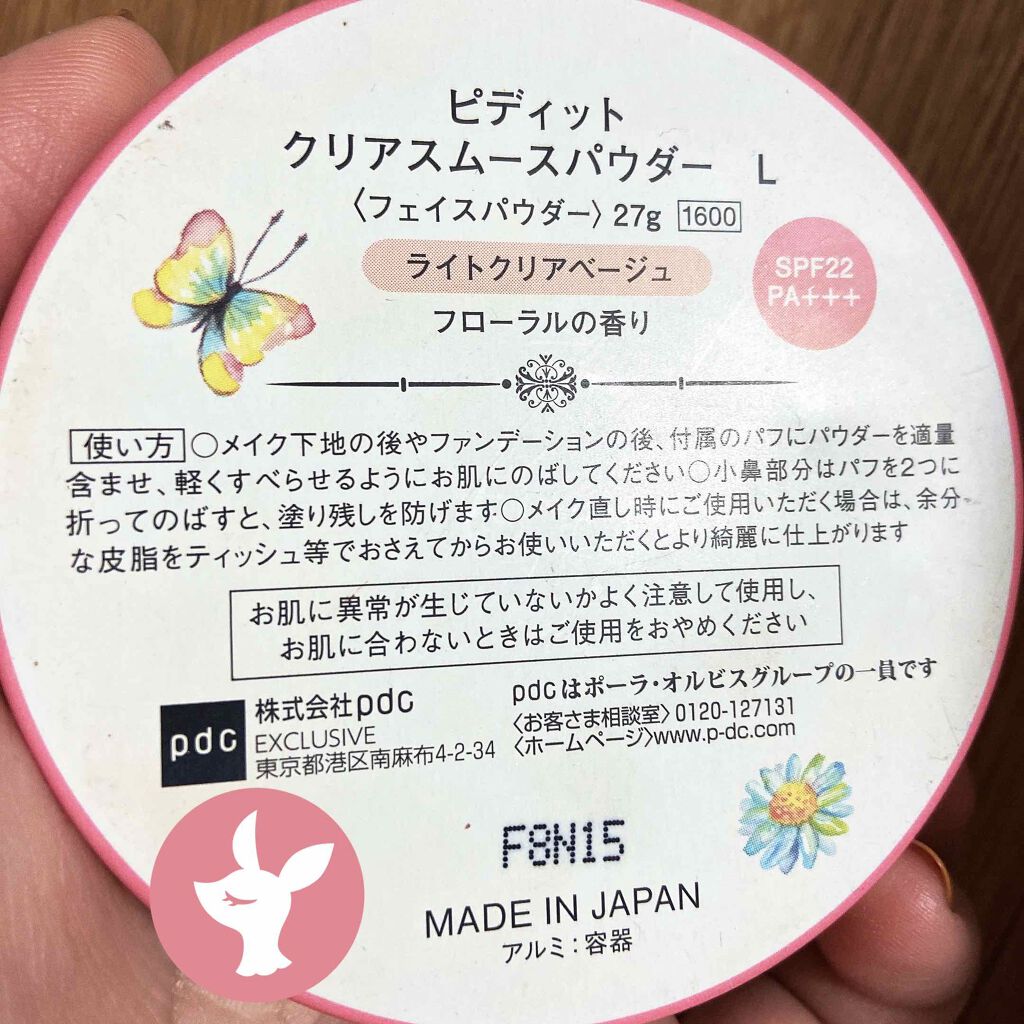 ピディット
クリアスムースパウダー L
〈フェイスパウダー〉27g 1600
ライトクリアベージュ
SPF22
PA+++
フローラルの香り
使い方 ○メイク下地の後やファンデーションの後、付属のパフにパウダーを適量
含ませ、軽くすべらせるようにお肌にのばしてください○小鼻部分はパフを2つに
折ってのばすと、塗り残しを防げます○メイク直し時にご使用いただく場合は、余分
な皮脂をティッシュ等でおさえてからお使いいただくとより綺麗に仕上がります
お肌に異常が生じていないかよく注意して使用し、
お肌に合わないときはご使用をおやめください
pdc
株式会社pdc
EXCLUSIVE
東京都港区南麻布4-2-34
pdcはポーラ・オルビスグループの一員です
〈お客さま相談室〉0120-127131
〈ホームページ〉www.p-dc.com
F8N15
MADE IN JAPAN
アルミ：容器